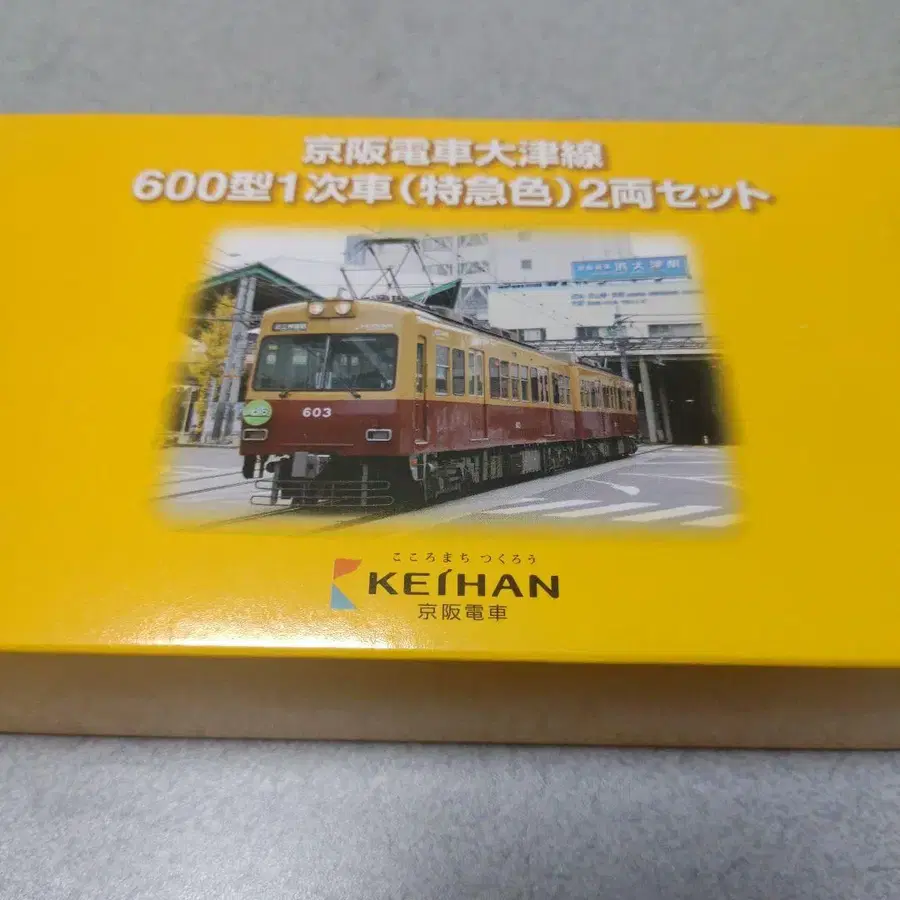 京阪電車大津線
600型1次車(特急色)2両セット
浜大津駅
KEIHAN
603
こころまち つくろう
KEIHAN
京阪電車